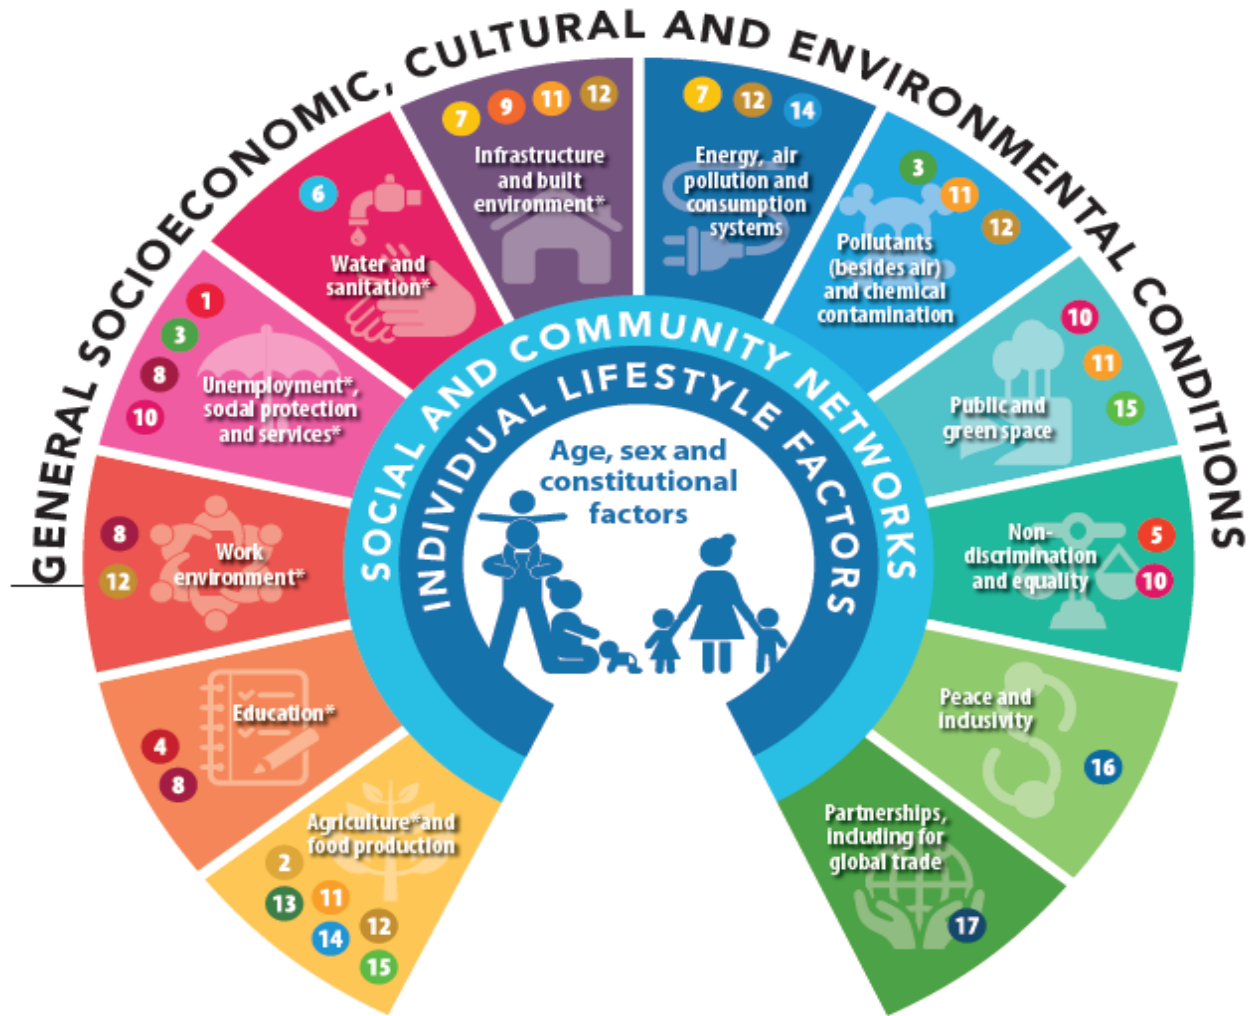 GENERAL SOCIOECONOMIC, CULTURAL AND ENVIRONMENTAL CONDITIONS
SOCIAL AND COMMUNITY NETWORKS
INDIVIDUAL LIFESTYLE FACTORS
Age, sex and
constitutional
factors
Agriculture*and
food production
2
13
11
14
12
15
Education*
4
8
Work
environment*
8
12
Unemployment*,
social protection
and services*
1
3
8
10
Water and
sanitation*
6
Infrastructure
and built
environment*
7
9
11
12
Energy, air
pollution and
consumption
systems
7
12
14
Pollutants
(besides air)
and chemical
contamination
3
11
12
Public and
green space
10
11
15
Non-
discrimination
and equality
5
10
Peace and
inclusivity
16
Partnerships,
including for
global trade
17